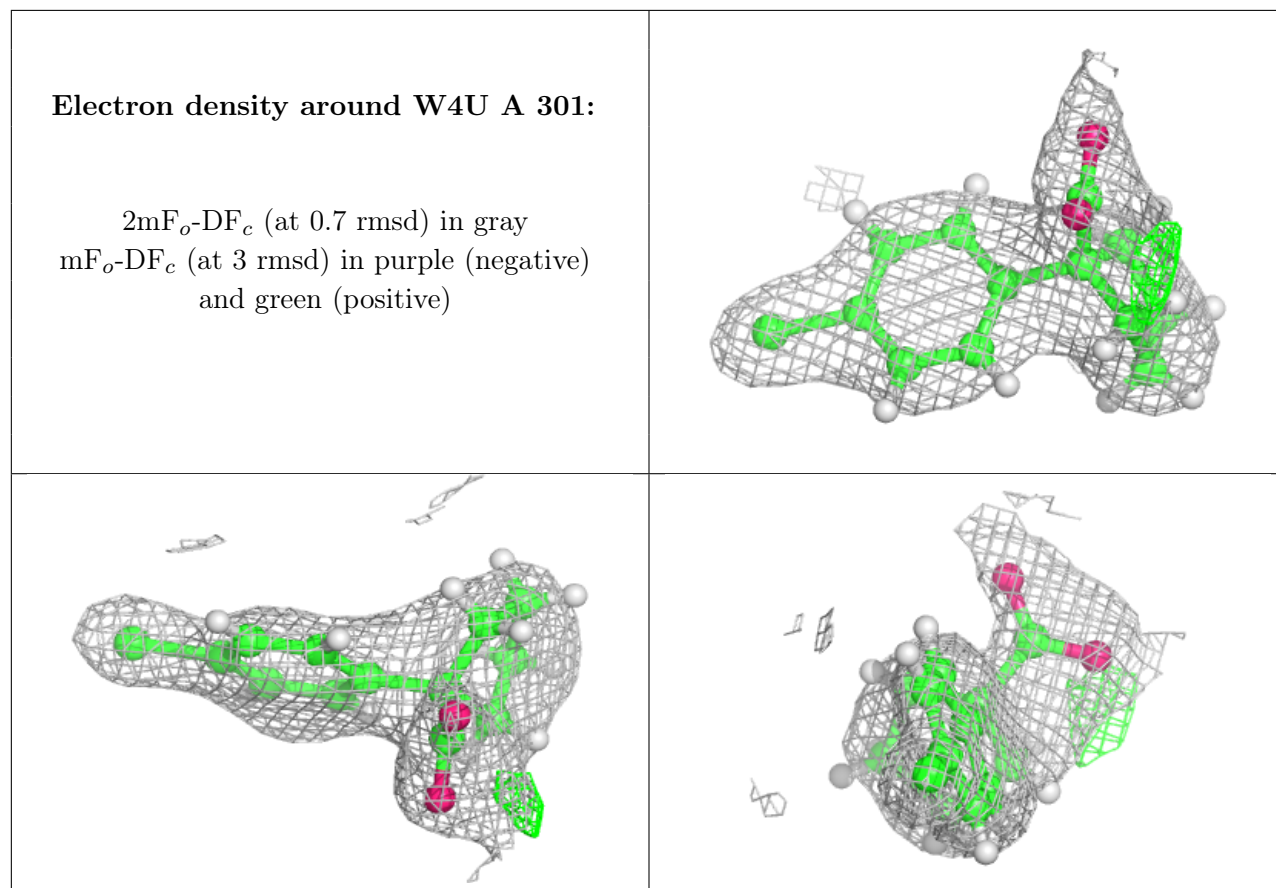 Electron density around W4U A 301:
2mFo-DFc (at 0.7 rmsd) in gray
mFo-DFc (at 3 rmsd) in purple (negative)
and green (positive)